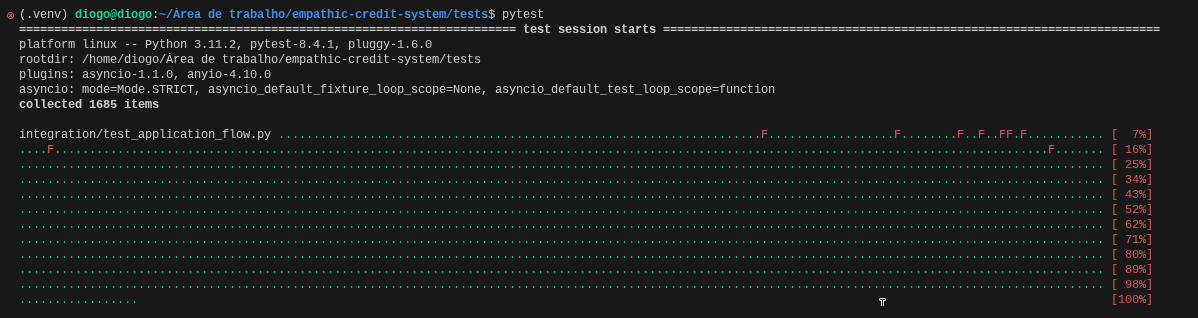 (.venv) diogo@diogo:~/Área de trabalho/empathic-credit-system/tests$ pytest
======================================================================= test session starts =======================================================================
platform linux -- Python 3.11.2, pytest-8.4.1, pluggy-1.6.0
rootdir: /home/diogo/Área de trabalho/empathic-credit-system/tests
plugins: asyncio-1.1.0, anyio-4.10.0
asyncio: mode=Mode.STRICT, asyncio_default_fixture_loop_scope=None, asyncio_default_test_loop_scope=function
collected 1685 items
integration/test_application_flow.py .....................................................................F..................F........F..F..FF.F........... [  7%]
....F..............................................................................................................................................F....... [ 16%]
........................................................................................................................................................... [ 25%]
........................................................................................................................................................... [ 34%]
........................................................................................................................................................... [ 43%]
........................................................................................................................................................... [ 52%]
........................................................................................................................................................... [ 62%]
........................................................................................................................................................... [ 71%]
........................................................................................................................................................... [ 80%]
........................................................................................................................................................... [ 89%]
........................................................................................................................................................... [ 98%]
.................                                                                                                                                           [100%]